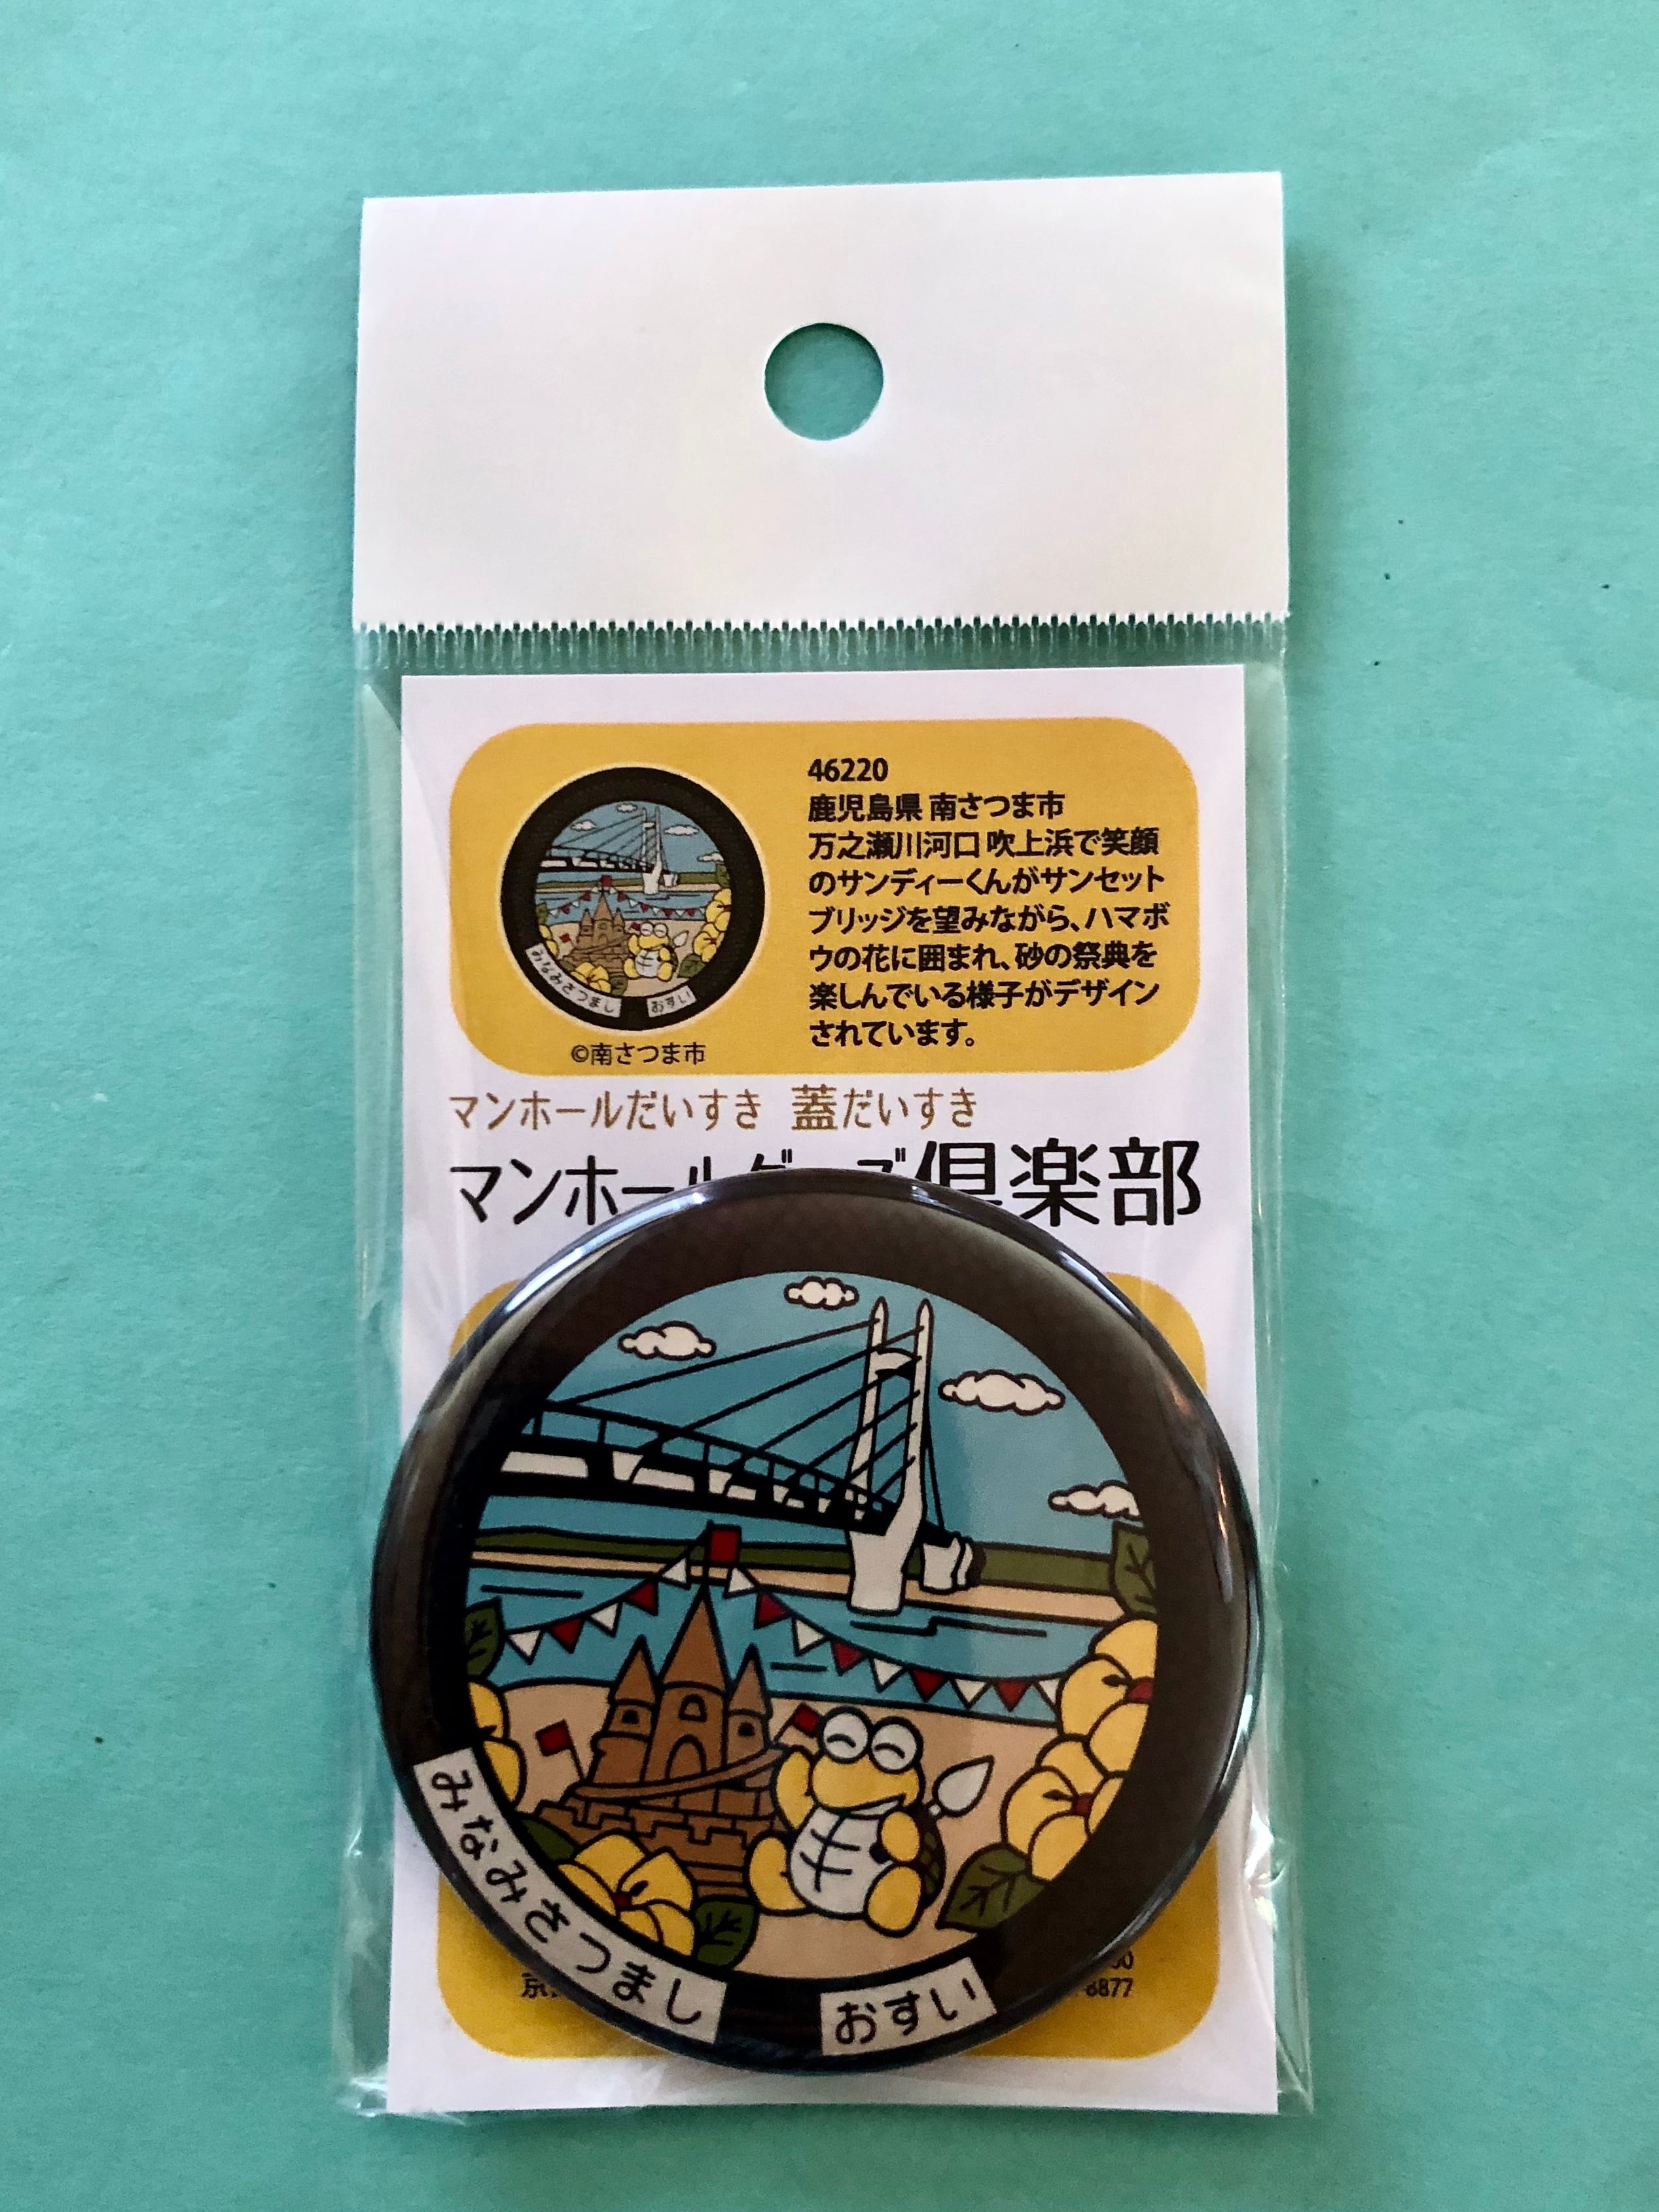 46220
鹿児島県 南さつま市
万之瀬川河口 吹上浜で笑顔
のサンディーくんがサンセット
ブリッジを望みながら、ハマボ
ウの花に囲まれ、砂の祭典を
楽しんでいる様子がデザイン
されています。
みなみさつまし
おすい
©南さつま市
マンホールだいすき 蓋だいすき
マンホール 倶楽部
みなみさつまし
おすい
8877